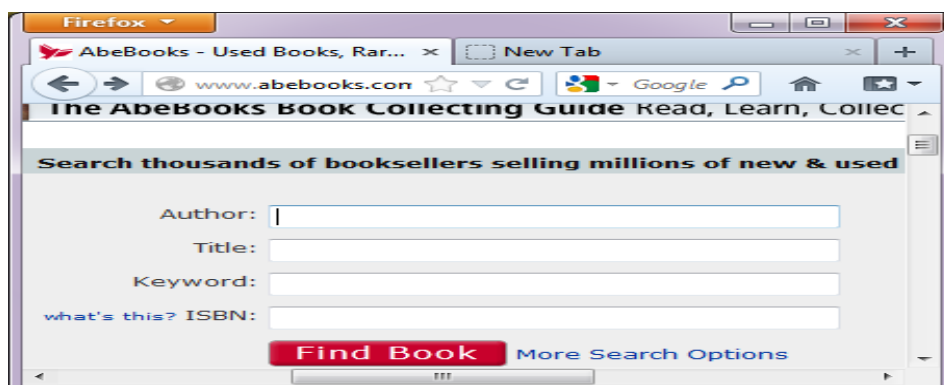 Firefox
AbeBooks - Used Books, Rar... New Tab
www.abebooks.com Google
The AbeBooks Book Collecting Guide Read, Learn, Collec
Search thousands of booksellers selling millions of new & used
Author:
Title:
Keyword:
what's this? ISBN:
Find Book More Search Options